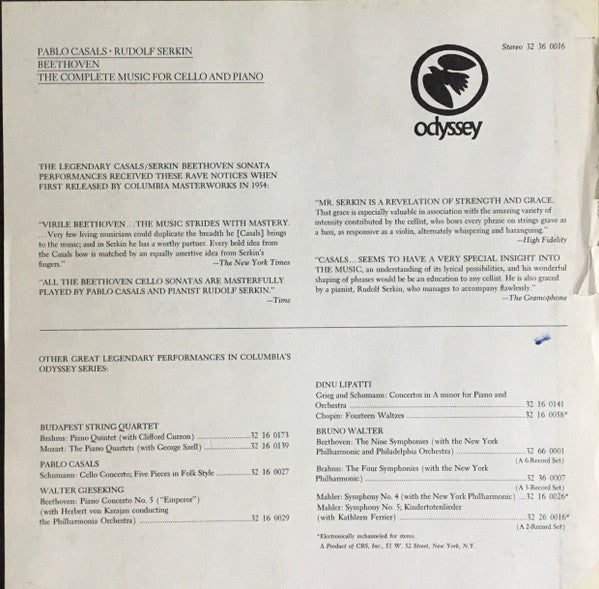 PABLO CASALS · RUDOLF SERKIN
BEETHOVEN
THE COMPLETE MUSIC FOR CELLO AND PIANO
Stereo 32 36 0016
odyssey
THE LEGENDARY CASALS/SERKIN BEETHOVEN SONATA
PERFORMANCES RECEIVED THESE RAVE NOTICES WHEN
FIRST RELEASED BY COLUMBIA MASTERWORKS IN 1954:
"VIRILE BEETHOVEN...THE MUSIC STRIDES WITH MASTERY.
...Very few living musicians could duplicate the breadth he [Casals] brings
to the music; and in Serkin he has a worthy partner. Every bold idea from
the Casals bow is matched by an equally assertive idea from Serkin's
fingers." —The New York Times
"ALL THE BEETHOVEN CELLO SONATAS ARE MASTERFULLY
PLAYED BY PABLO CASALS AND PIANIST RUDOLF SERKIN."
—Time
"MR. SERKIN IS A REVELATION OF STRENGTH AND GRACE.
That grace is especially valuable in association with the amazing variety of
intensity contributed by the cellist, who bows every phrase on strings grave as
a bass, as responsive as a violin, alternately whispering and haranguing."
—High Fidelity
"CASALS...SEEMS TO HAVE A VERY SPECIAL INSIGHT INTO
THE MUSIC, an understanding of its lyrical possibilities, and his wonderful
shaping of phrases would be an education to any cellist. He is also graced
by a pianist, Rudolf Serkin, who manages to accompany flawlessly."
—The Gramophone
OTHER GREAT LEGENDARY PERFORMANCES IN COLUMBIA'S
ODYSSEY SERIES:
BUDAPEST STRING QUARTET
Brahms: Piano Quintet (with Clifford Curzon) ..... 32 16 0173
Mozart: The Piano Quartets (with George Szell) ..... 32 16 0139
PABLO CASALS
Schumann: Cello Concerto; Five Pieces in Folk Style ..... 32 16 0027
WALTER GIESEKING
Beethoven: Piano Concerto No. 5 ("Emperor")
(with Herbert von Karajan conducting
the Philharmonia Orchestra) ..... 32 16 0029
DINU LIPATTI
Grieg and Schumann: Concertos in A minor for Piano and
Orchestra ..... 32 16 0141
Chopin: Fourteen Waltzes ..... 32 16 0058*
BRUNO WALTER
Beethoven: The Nine Symphonies (with the New York
Philharmonic and Philadelphia Orchestra) ..... 32 66 0001
(A 6-Record Set)
Brahms: The Four Symphonies (with the New York
Philharmonic) ..... 32 36 0007
(A 3-Record Set)
Mahler: Symphony No. 4 (with the New York Philharmonic) ....32 16 0026*
Mahler: Symphony No. 5; Kindertotenlieder
(with Kathleen Ferrier) ..... 32 26 0016*
(A 2-Record Set)
*Electronically rechanneled for stereo.
A Product of CBS, Inc., 51 W. 52 Street, New York, N.Y.